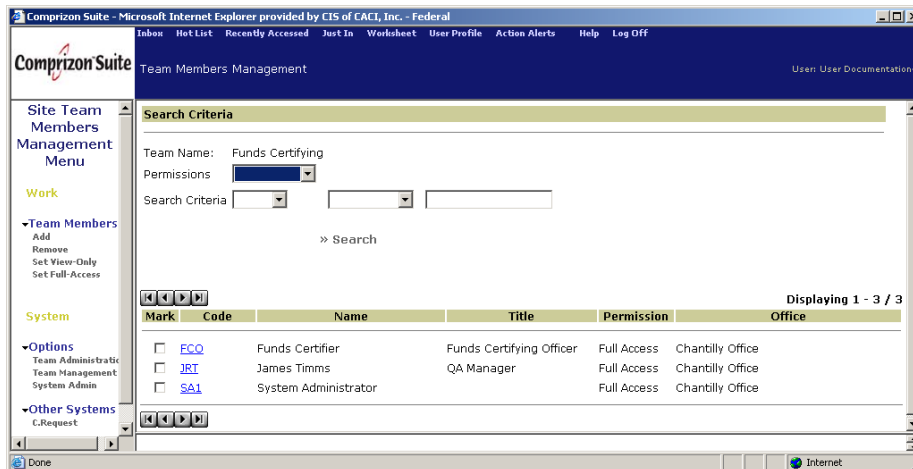 Comprizon Suite - Microsoft Internet Explorer provided by CIS of CACI, Inc. - Federal
Inbox Hot List Recently Accessed Just In Worksheet User Profile Action Alerts Help Log Off
Comprizon Suite
Team Members Management
User: User Documentation
Site Team
Members
Management
Menu
Work
Team Members
Add
Remove
Set View-Only
Set Full-Access
System
Options
Team Administratio
Team Management
System Admin
Other Systems
C.Request
Search Criteria
Team Name: Funds Certifying
Permissions
Search Criteria
» Search
Displaying 1 - 3 / 3
Mark Code Name Title Permission Office
FCO Funds Certifier Funds Certifying Officer Full Access Chantilly Office
JRT James Timms QA Manager Full Access Chantilly Office
SA1 System Administrator Full Access Chantilly Office
Done Internet